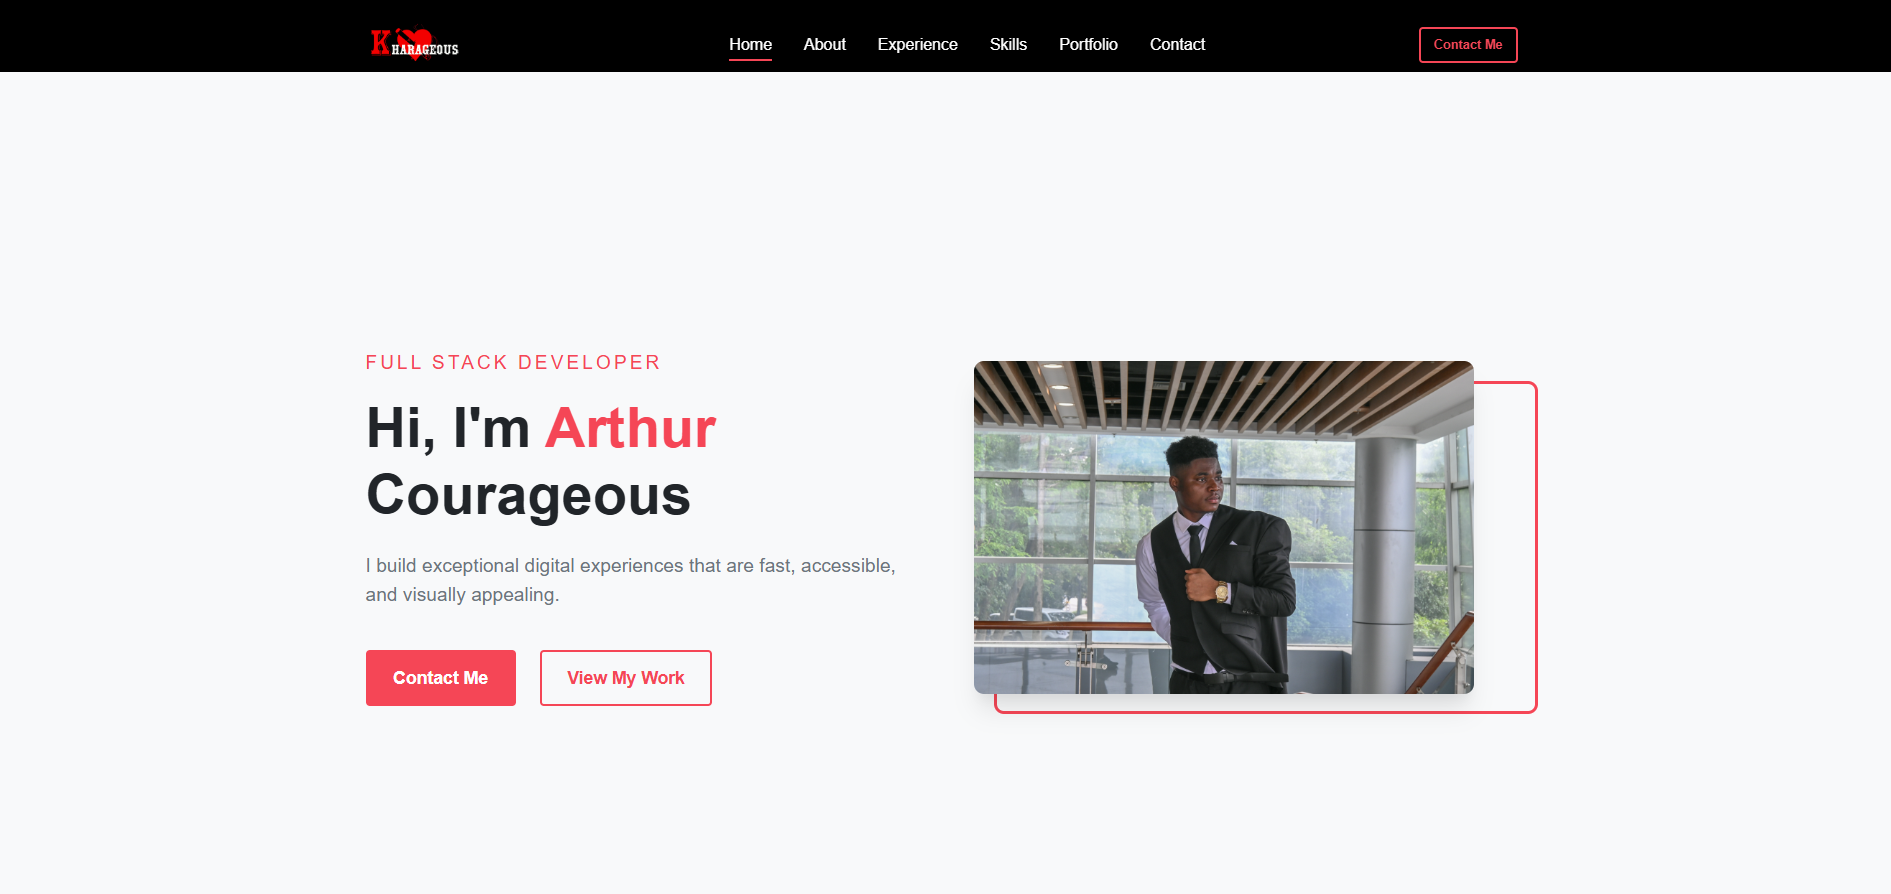 KHARAGEOUS
Home About Experience Skills Portfolio Contact
Contact Me
FULL STACK DEVELOPER
Hi, I'm Arthur
Courageous
I build exceptional digital experiences that are fast, accessible,
and visually appealing.
Contact Me View My Work